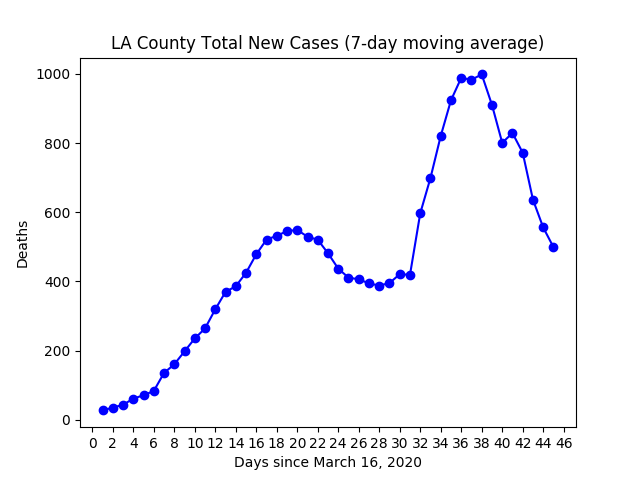 LA County Total New Cases (7-day moving average)
1000
800
600
400
200
0
Deaths
0 2 4 6 8 10 12 14 16 18 20 22 24 26 28 30 32 34 36 38 40 42 44 46
Days since March 16, 2020